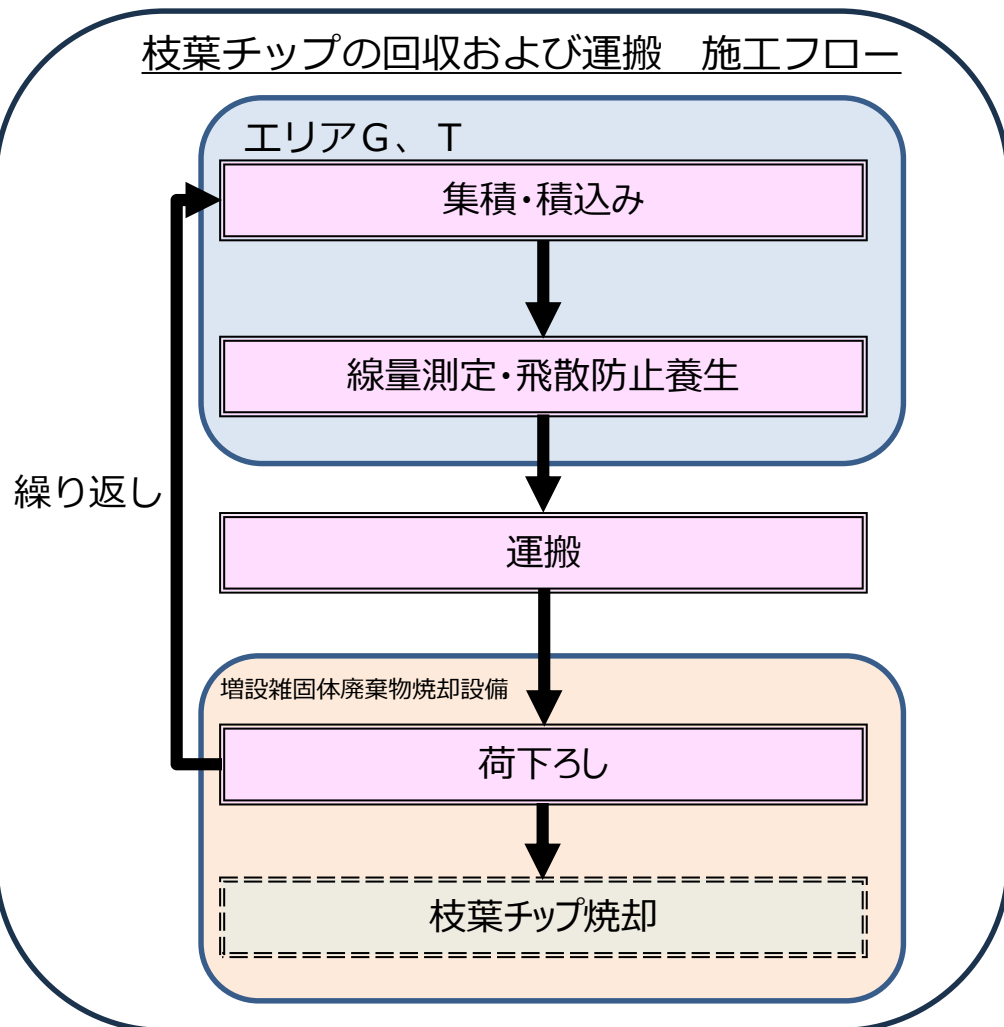 枝葉チップの回収および運搬　施工フロー
エリアＧ、Ｔ
集積・積込み
線量測定・飛散防止養生
繰り返し
運搬
増設雑固体廃棄物焼却設備
荷下ろし
枝葉チップ焼却